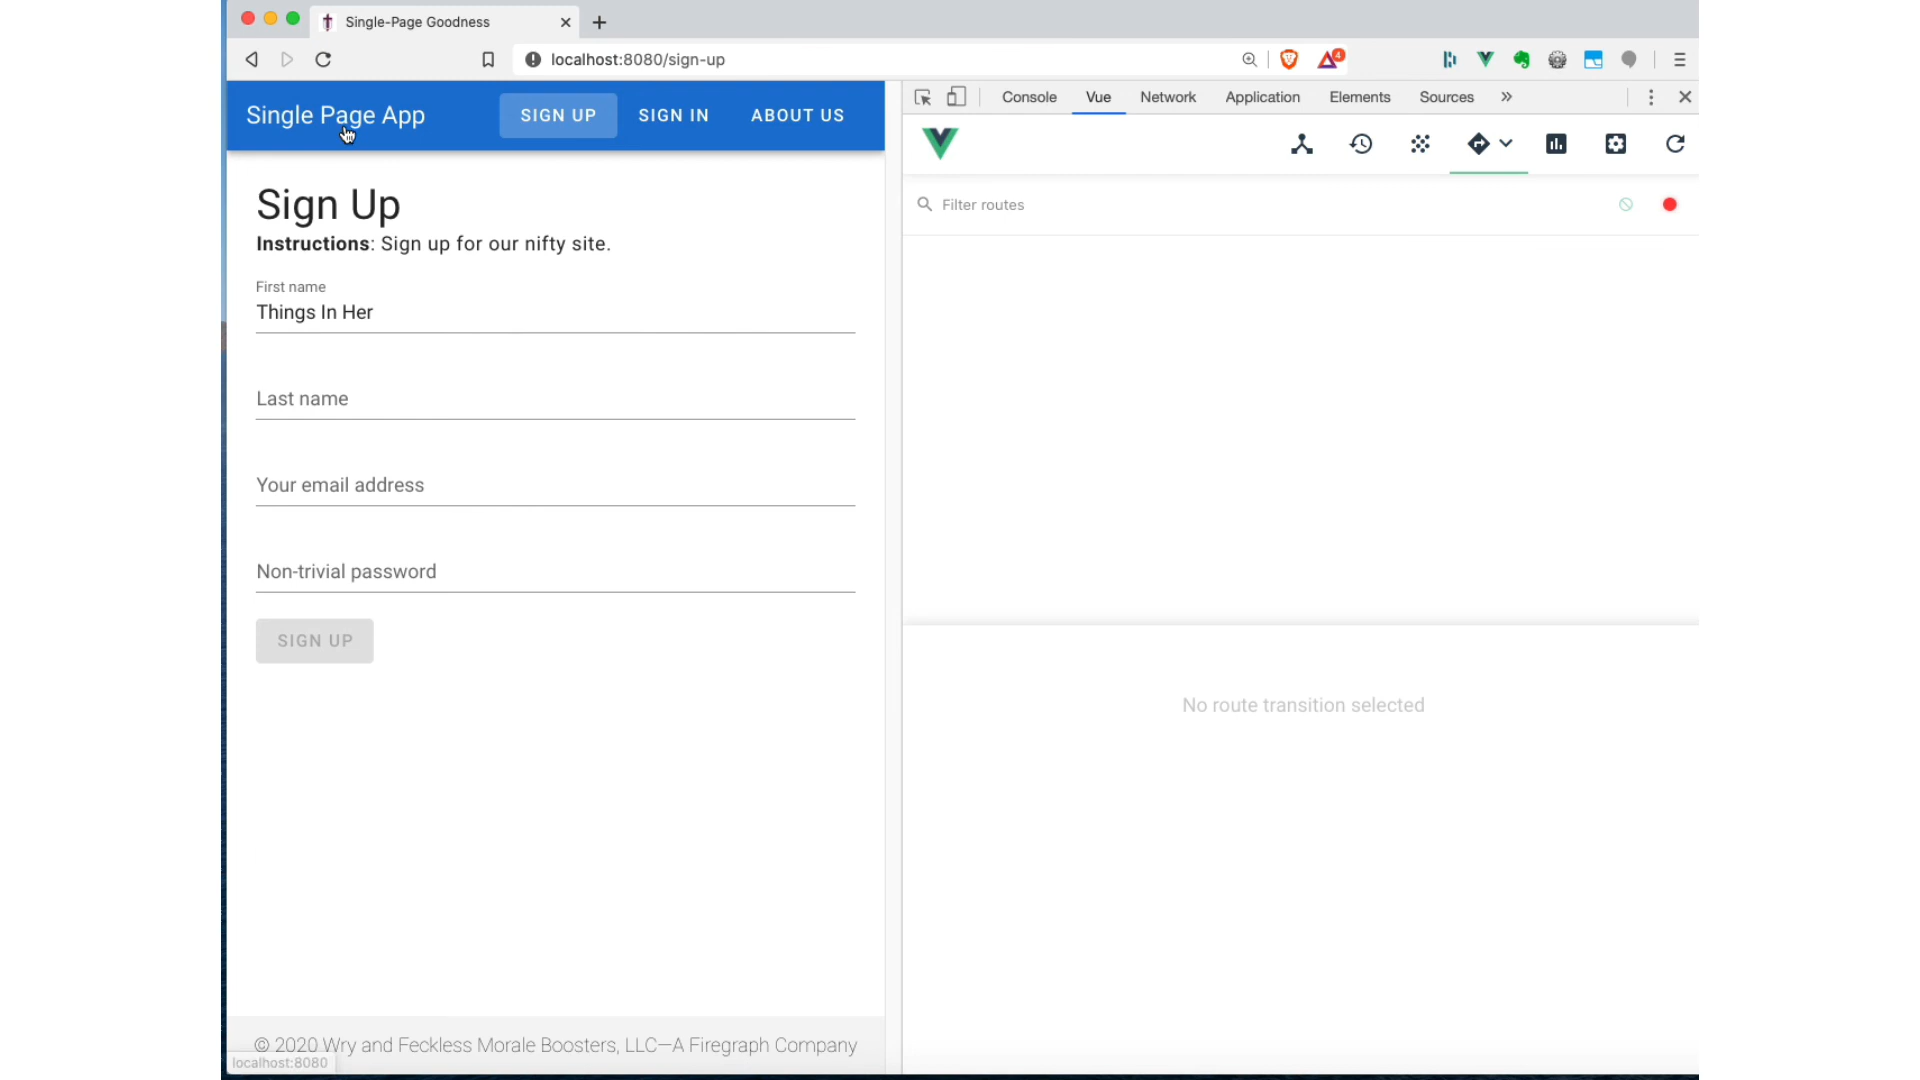 Single-Page Goodness
localhost:8080/sign-up
4
Single Page App
SIGN UP
SIGN IN
ABOUT US
Console
Vue
Network
Application
Elements
Sources
Filter routes
Sign Up
Instructions: Sign up for our nifty site.
First name
Things In Her
Last name
Your email address
Non-trivial password
SIGN UP
No route transition selected
© 2020 Wry and Feckless Morale Boosters, LLC—A Firegraph Company
localhost:8080